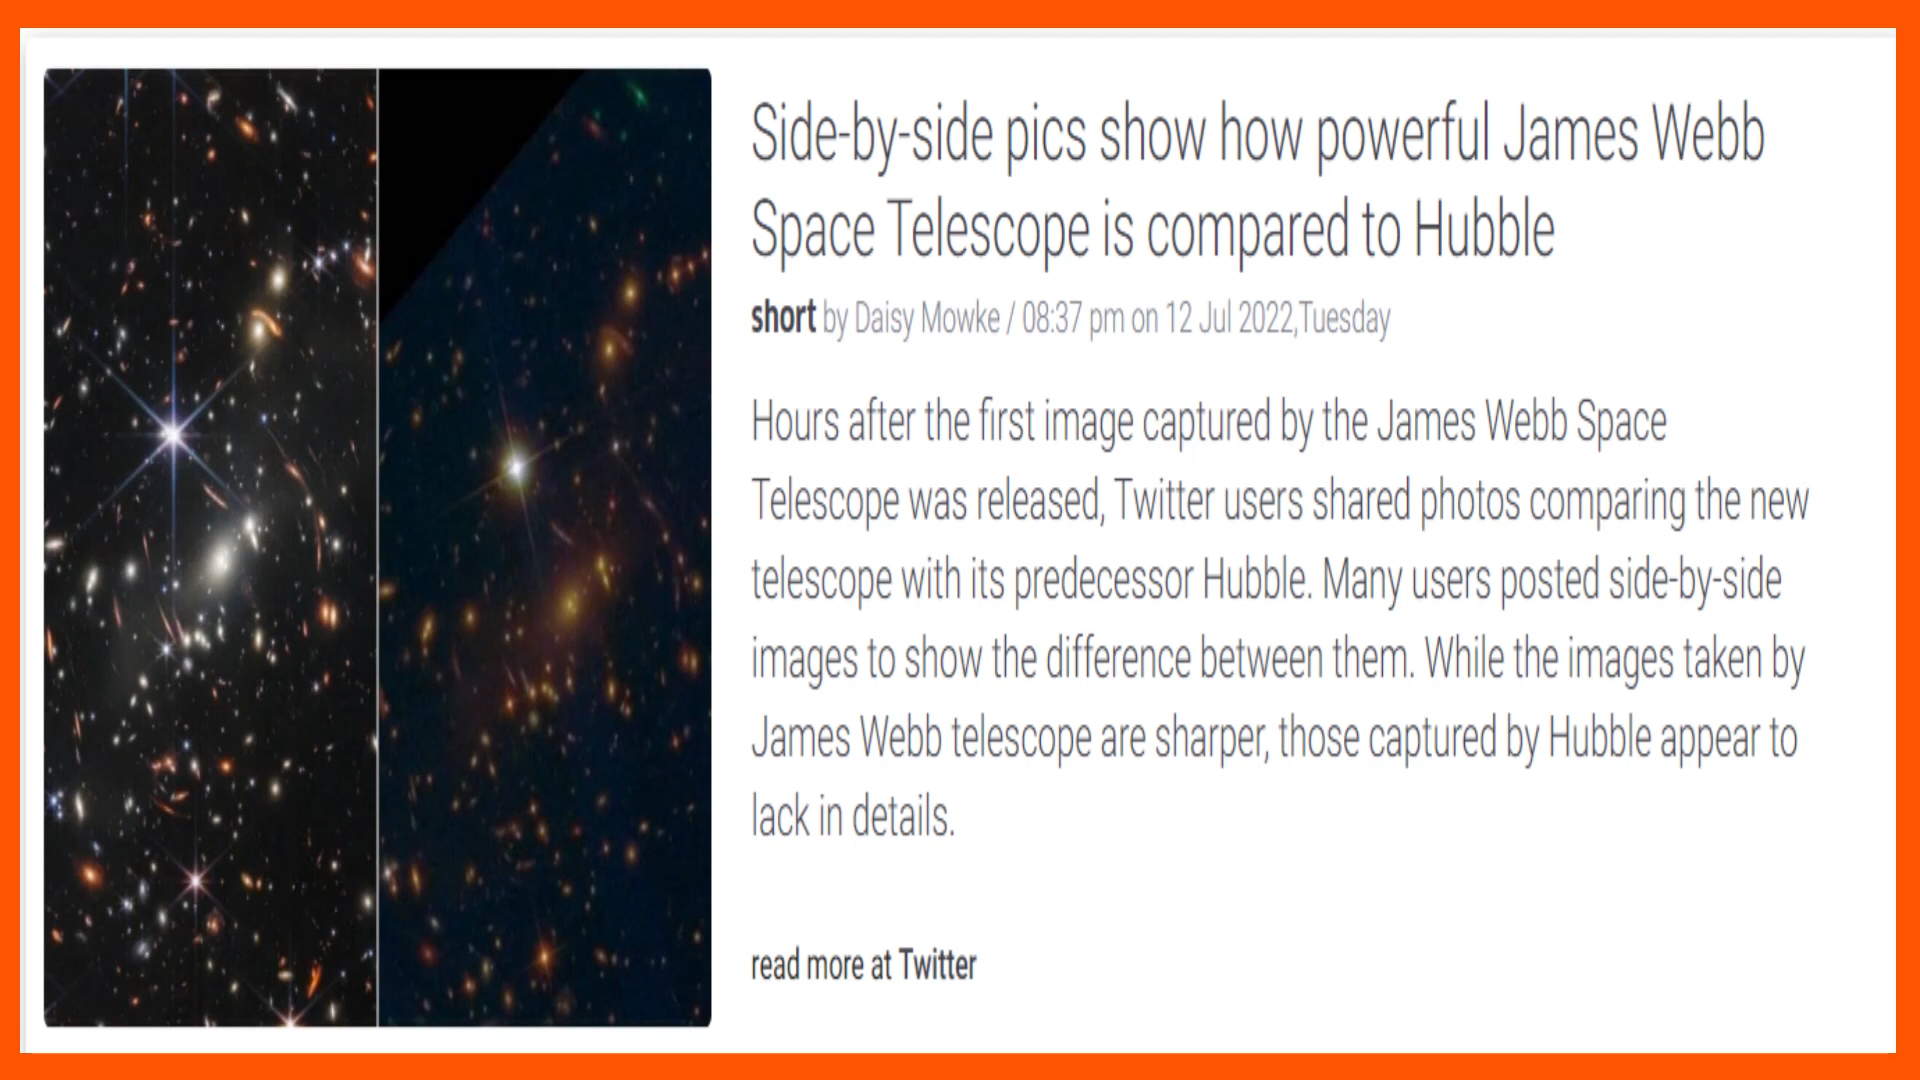 Side-by-side pics show how powerful James Webb
Space Telescope is compared to Hubble
short by Daisy Mowke / 08:37 pm on 12 Jul 2022,Tuesday
Hours after the first image captured by the James Webb Space
Telescope was released, Twitter users shared photos comparing the new
telescope with its predecessor Hubble. Many users posted side-by-side
images to show the difference between them. While the images taken by
James Webb telescope are sharper, those captured by Hubble appear to
lack in details.
read more at Twitter